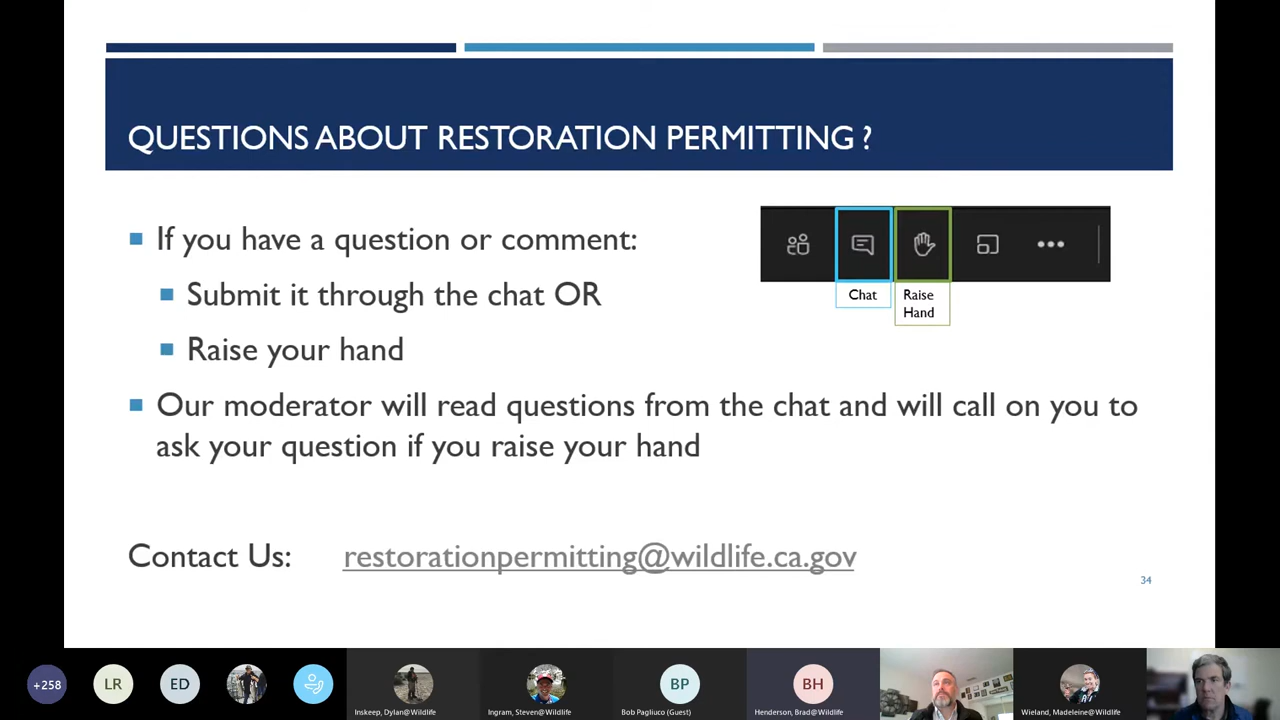 QUESTIONS ABOUT RESTORATION PERMITTING ?
If you have a question or comment:
Submit it through the chat OR
Raise your hand
Chat
Raise
Hand
Our moderator will read questions from the chat and will call on you to
ask your question if you raise your hand
Contact Us: restorationpermitting@wildlife.ca.gov
34
+258
LR
ED
BP
BH
Inskeep, Dylan@Wildlife
Ingram, Steven@Wildlife
Bob Pagliuco (Guest)
Henderson, Brad@Wildlife
Wieland, Madeleine@Wildlife